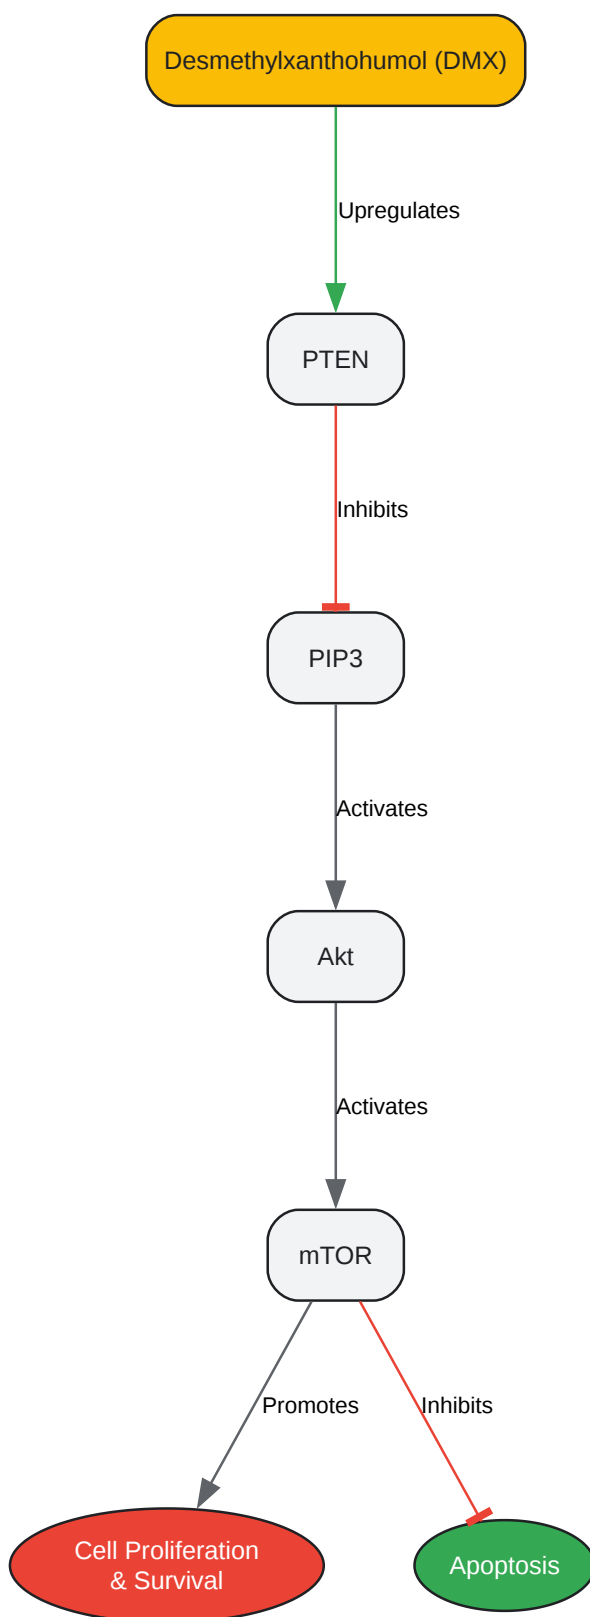 Desmethylxanthohumol (DMX)
Upregulates
PTEN
Inhibits
PIP3
Activates
Akt
Activates
mTOR
Promotes
Inhibits
Cell Proliferation
& Survival
Apoptosis